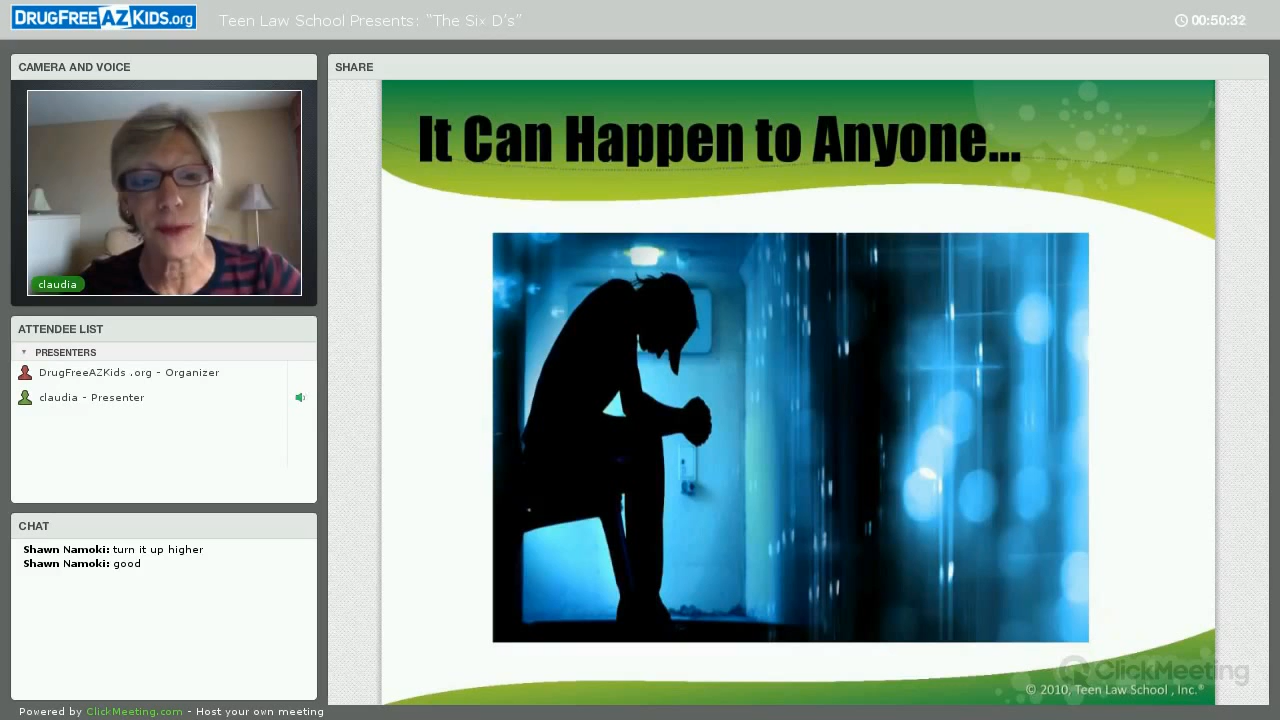 DRUGFREEAZKIDS.org
Teen Law School Presents: "The Six D's"
00:50:32
CAMERA AND VOICE
claudia
ATTENDEE LIST
PRESENTERS
DrugFreeAZKids .org - Organizer
claudia - Presenter
CHAT
Shawn Namoki: turn it up higher
Shawn Namoki: good
SHARE
It Can Happen to Anyone...
ClickMeeting
© 2010, Teen Law School , Inc.®
Powered by ClickMeeting.com - Host your own meeting